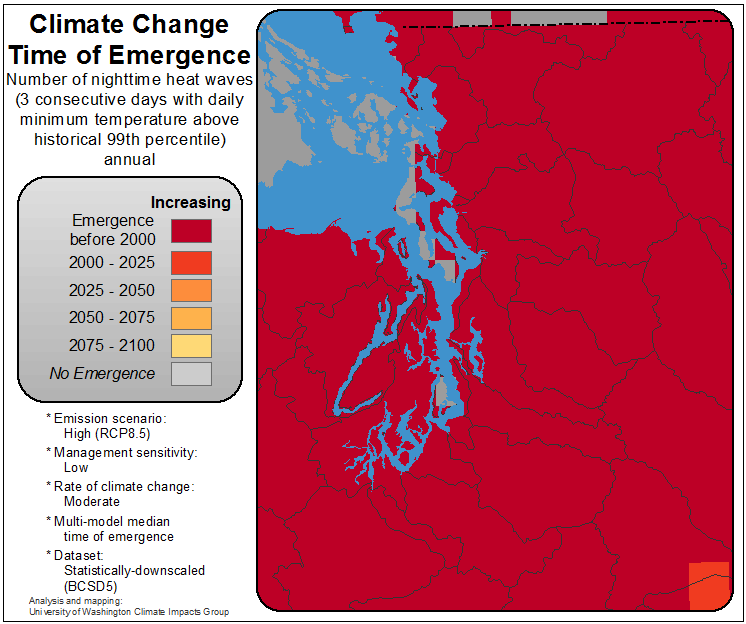 Climate Change
Time of Emergence
Number of nighttime heat waves
(3 consecutive days with daily
minimum temperature above
historical 99th percentile)
annual
Increasing
Emergence
before 2000
2000 - 2025
2025 - 2050
2050 - 2075
2075 - 2100
No Emergence
* Emission scenario:
High (RCP8.5)
* Management sensitivity:
Low
* Rate of climate change:
Moderate
* Multi-model median
time of emergence
* Dataset:
Statistically-downscaled
(BCSD5)
Analysis and mapping:
University of Washington Climate Impacts Group